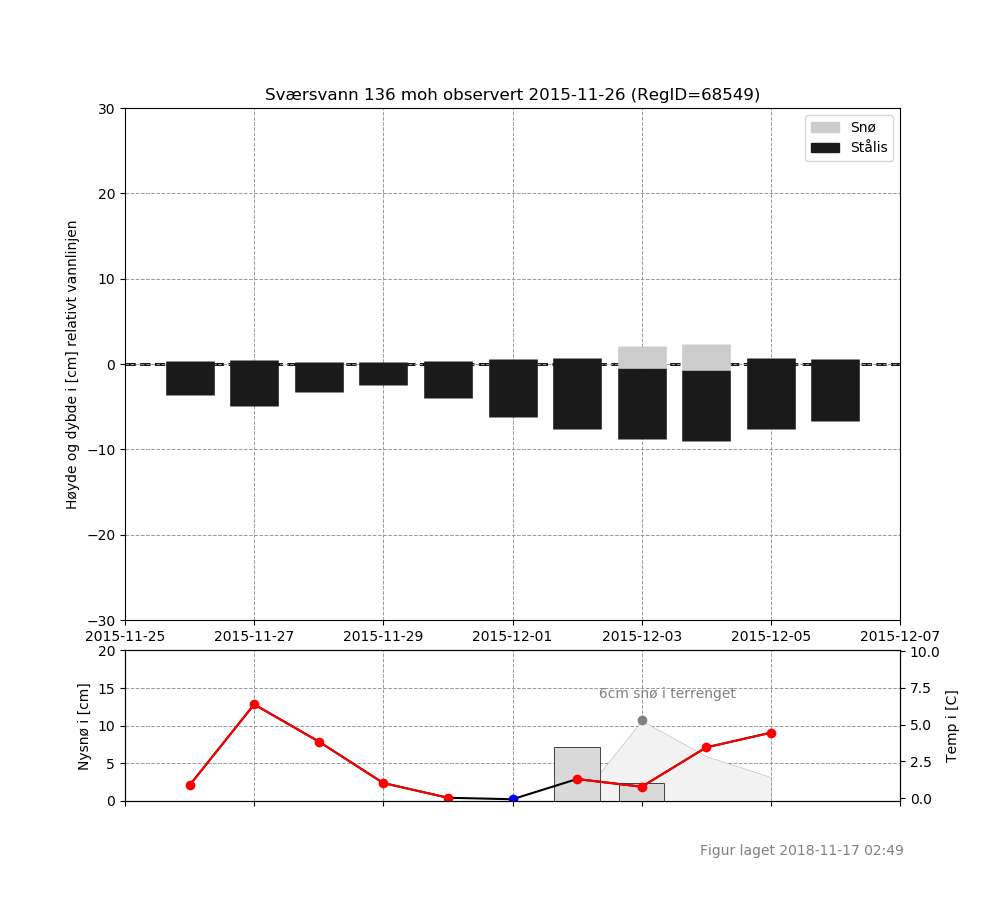 Sværsvann 136 moh observert 2015-11-26 (RegID=68549)
Høyde og dybde i [cm] relativt vannlinjen
30
20
10
0
−10
−20
−30
Snø
Stålis
2015-11-25 2015-11-27 2015-11-29 2015-12-01 2015-12-03 2015-12-05 2015-12-07
Nysnø i [cm]
20
15
10
5
0
6cm snø i terrenget
10.0
7.5
5.0
2.5
0.0
Temp i [C]
Figur laget 2018-11-17 02:49